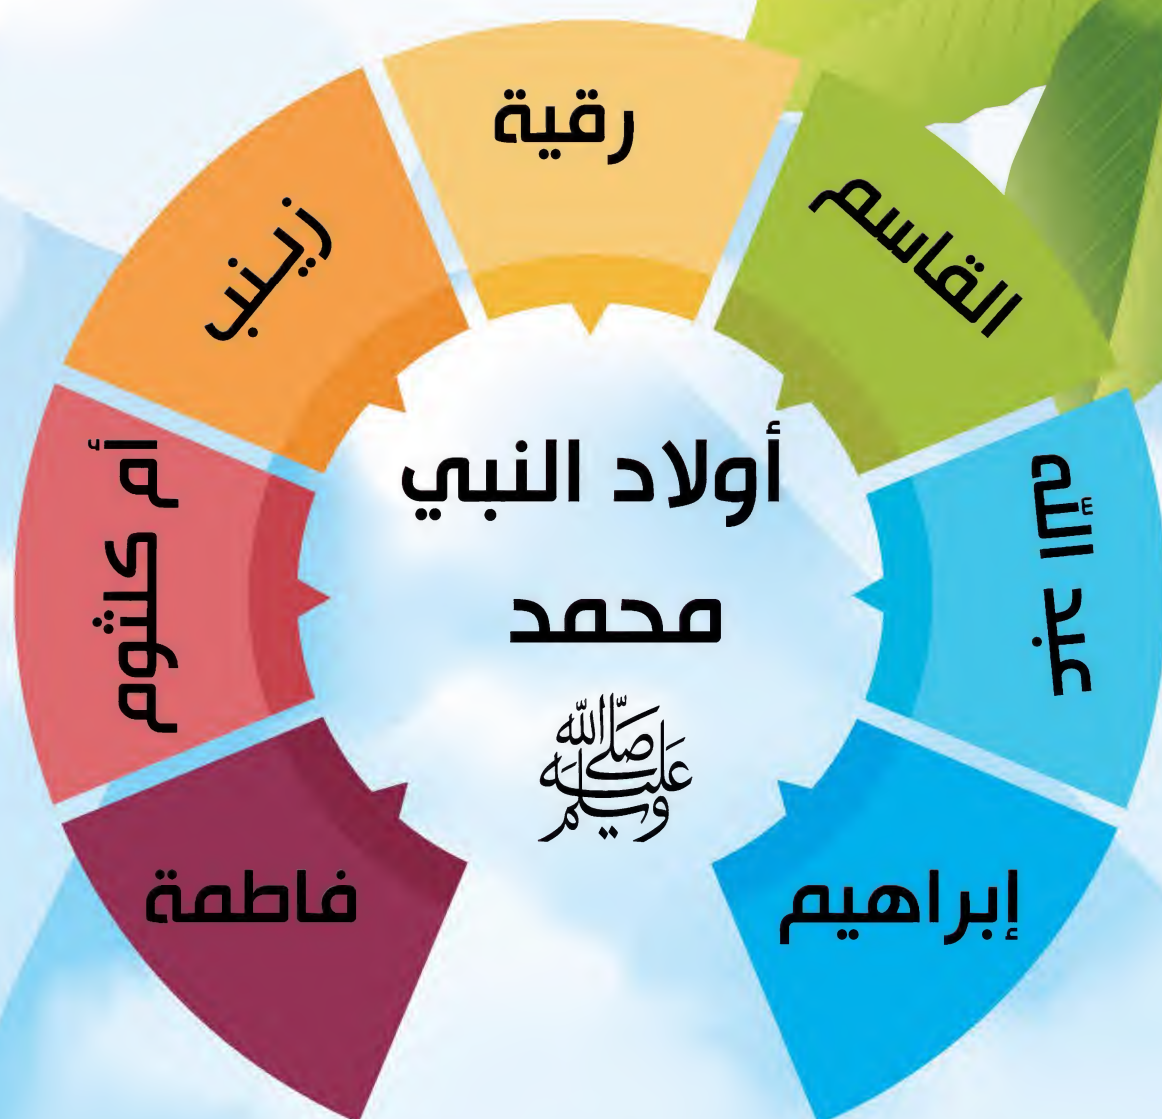 أولاد النبي
محمد
صلى الله عليه وسلم
إبراهيم
عبد الله
القاسم
رقية
زينب
أم كلثوم
فاطمة